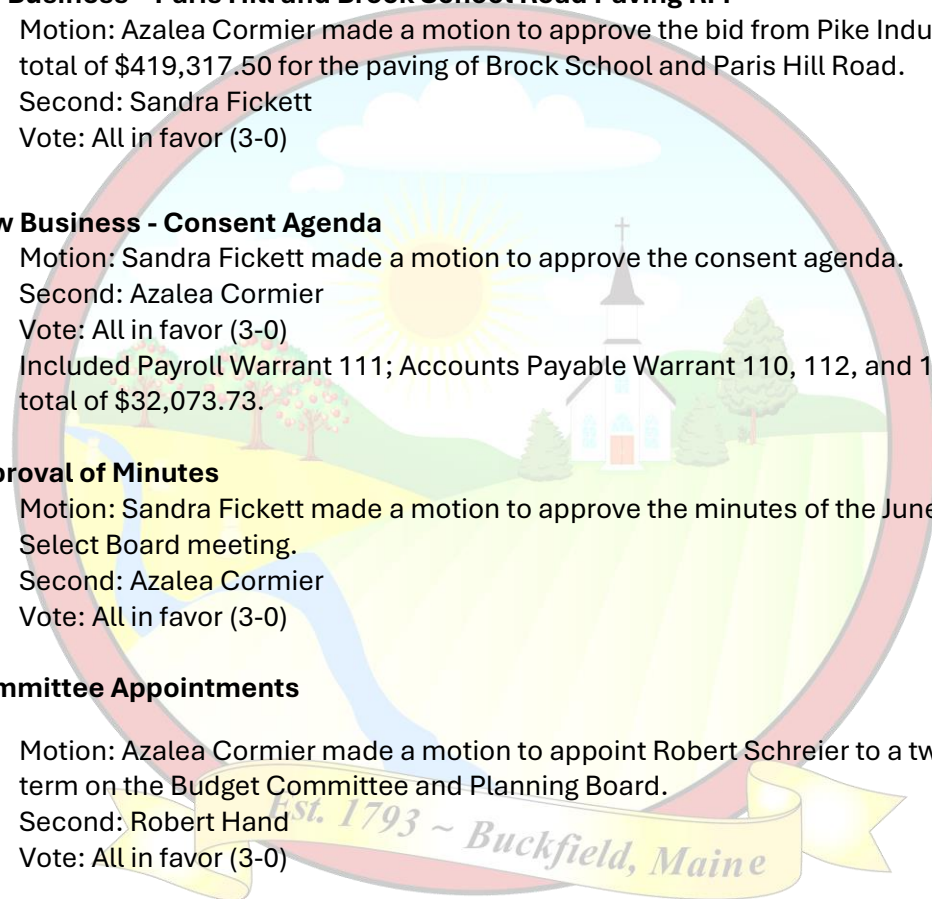 Business - Paris Hill and Brock School Road Paving RFP
Motion: Azalea Cormier made a motion to approve the bid from Pike Indu
total of $419,317.50 for the paving of Brock School and Paris Hill Road.
Second: Sandra Fickett
Vote: All in favor (3-0)
w Business - Consent Agenda
Motion: Sandra Fickett made a motion to approve the consent agenda.
Second: Azalea Cormier
Vote: All in favor (3-0)
Included Payroll Warrant 111; Accounts Payable Warrant 110, 112, and 1
total of $32,073.73.
proval of Minutes
Motion: Sandra Fickett made a motion to approve the minutes of the June
Select Board meeting.
Second: Azalea Cormier
Vote: All in favor (3-0)
mmittee Appointments
Motion: Azalea Cormier made a motion to appoint Robert Schreier to a tw
term on the Budget Committee and Planning Board.
Second: Robert Hand
Vote: All in favor (3-0)
Est. 1793 ~ Buckfield, Maine